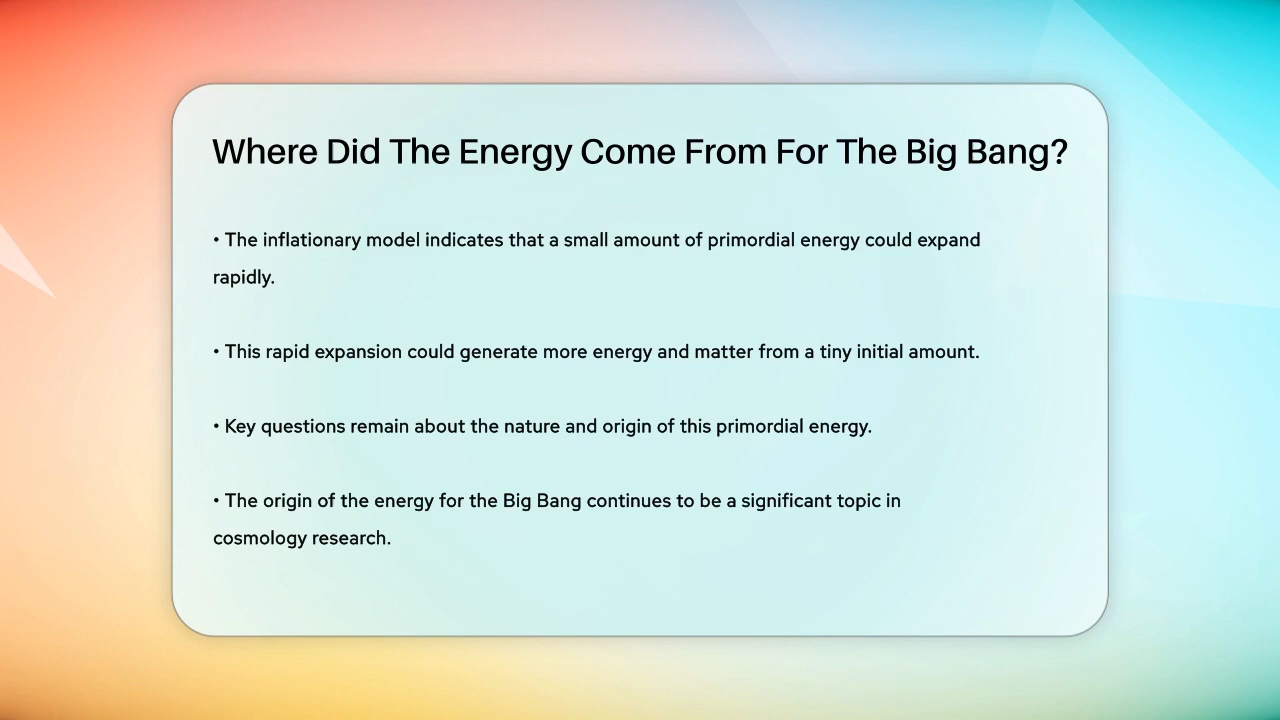 Where Did The Energy Come From For The Big Bang?
• The inflationary model indicates that a small amount of primordial energy could expand
rapidly.
• This rapid expansion could generate more energy and matter from a tiny initial amount.
• Key questions remain about the nature and origin of this primordial energy.
• The origin of the energy for the Big Bang continues to be a significant topic in
cosmology research.